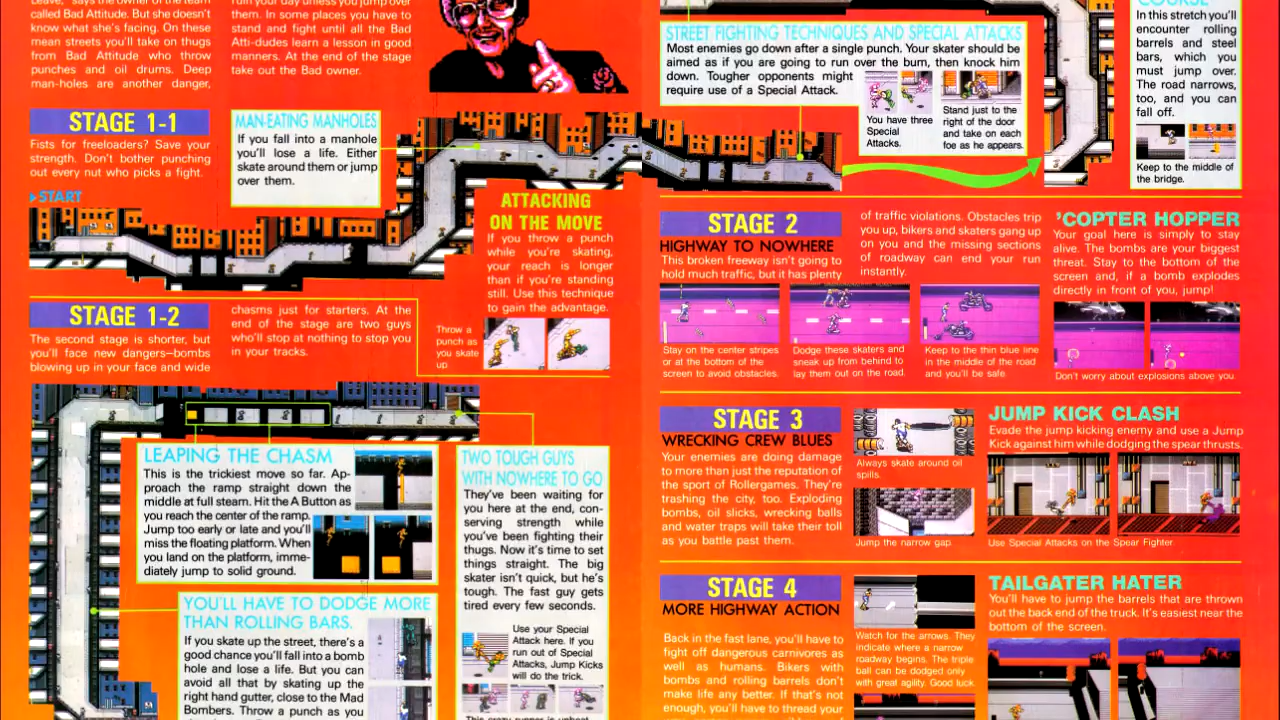 Leave," says the owner of the team
called Bad Attitude. But she doesn't
know what she's facing. On these
mean streets you'll take on thugs
from Bad Attitude who throw
punches and oil drums. Deep
man-holes are another danger,
ruin your day unless you jump over
them. In some places you have to
stand and fight until all the Bad
Atti-dudes learn a lesson in good
manners. At the end of the stage
take out the Bad owner.
STAGE 1-1
Fists for freeloaders? Save your
strength. Don't bother punching
out every nut who picks a fight.
START
MAN-EATING MANHOLES
If you fall into a manhole
you'll lose a life. Either
skate around them or jump
over them.
ATTACKING
ON THE MOVE
If you throw a punch
while you're skating,
your reach is longer
than if you're standing
still. Use this technique
to gain the advantage.
Throw a
punch as
you skate
up
STAGE 1-2
The second stage is shorter, but
you'll face new dangers–bombs
blowing up in your face and wide
chasms just for starters. At the
end of the stage are two guys
who'll stop at nothing to stop you
in your tracks.
LEAPING THE CHASM
This is the trickiest move so far. Ap-
proach the ramp straight down the
middle at full steam. Hit the A Button as
you reach the center of the ramp.
Jump too early or late and you'll
miss the floating platform. When
you land on the platform, imme-
diately jump to solid ground.
YOU'LL HAVE TO DODGE MORE
THAN ROLLING BARS.
If you skate up the street, there's a
good chance you'll fall into a bomb
hole and lose a life. But you can
avoid all that by skating up the
right hand gutter, close to the Mad
Bombers. Throw a punch as you
TWO TOUGH GUYS
WITH NOWHERE TO GO
They've been waiting for
you here at the end, con-
serving strength while
you've been fighting their
thugs. Now it's time to set
things straight. The big
skater isn't quick, but he's
tough. The fast guy gets
tired every few seconds.
Use your Special
Attack here. If you
run out of Special
Attacks, Jump Kicks
will do the trick.
STREET FIGHTING TECHNIQUES AND SPECIAL ATTACKS
Most enemies go down after a single punch. Your skater should be
aimed as if you are going to run over the bum, then knock him
down. Tougher opponents might
require use of a Special Attack.
You have three
Special
Attacks.
Stand just to the
right of the door
and take on each
foe as he appears.
COURSE
In this stretch you'll
encounter rolling
barrels and steel
bars, which you
must jump over.
The road narrows,
too, and you can
fall off.
Keep to the middle of
the bridge.
STAGE 2
HIGHWAY TO NOWHERE
This broken freeway isn't going to
hold much traffic, but it has plenty
of traffic violations. Obstacles trip
you up, bikers and skaters gang up
on you and the missing sections
of roadway can end your run
instantly.
Stay on the center stripes
or at the bottom of the
screen to avoid obstacles.
Dodge these skaters and
sneak up from behind to
lay them out on the road.
Keep to the thin blue line
in the middle of the road
and you'll be safe.
'COPTER HOPPER
Your goal here is simply to stay
alive. The bombs are your biggest
threat. Stay to the bottom of the
screen and, if a bomb explodes
directly in front of you, jump!
Don't worry about explosions above you.
STAGE 3
WRECKING CREW BLUES
Your enemies are doing damage
to more than just the reputation of
the sport of Rollergames. They're
trashing the city, too. Exploding
bombs, oil slicks, wrecking balls
and water traps will take their toll
as you battle past them.
Always skate around oil
spills.
Jump the narrow gap.
JUMP KICK CLASH
Evade the jump kicking enemy and use a Jump
Kick against him while dodging the spear thrusts.
Use Special Attacks on the Spear Fighter.
STAGE 4
MORE HIGHWAY ACTION
Back in the fast lane, you'll have to
fight off dangerous carnivores as
well as humans. Bikers with
bombs and rolling barrels don't
make life any better. If that's not
enough, you'll have to thread your
Watch for the arrows. They
indicate where a narrow
roadway begins. The triple
ball can be dodged only
with great agility. Good luck.
TAILGATER HATER
You'll have to jump the barrels that are thrown
out the back end of the truck. It's easiest near the
bottom of the screen.